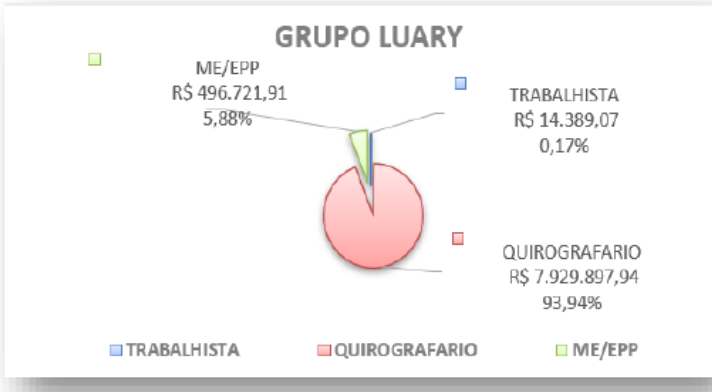 GRUPO LUARY
ME/EPP
R$ 496.721,91
5,88%
TRABALHISTA
R$ 14.389,07
0,17%
QUIROGRAFARIO
R$ 7.929.897,94
93,94%
TRABALHISTA
QUIROGRAFARIO
ME/EPP